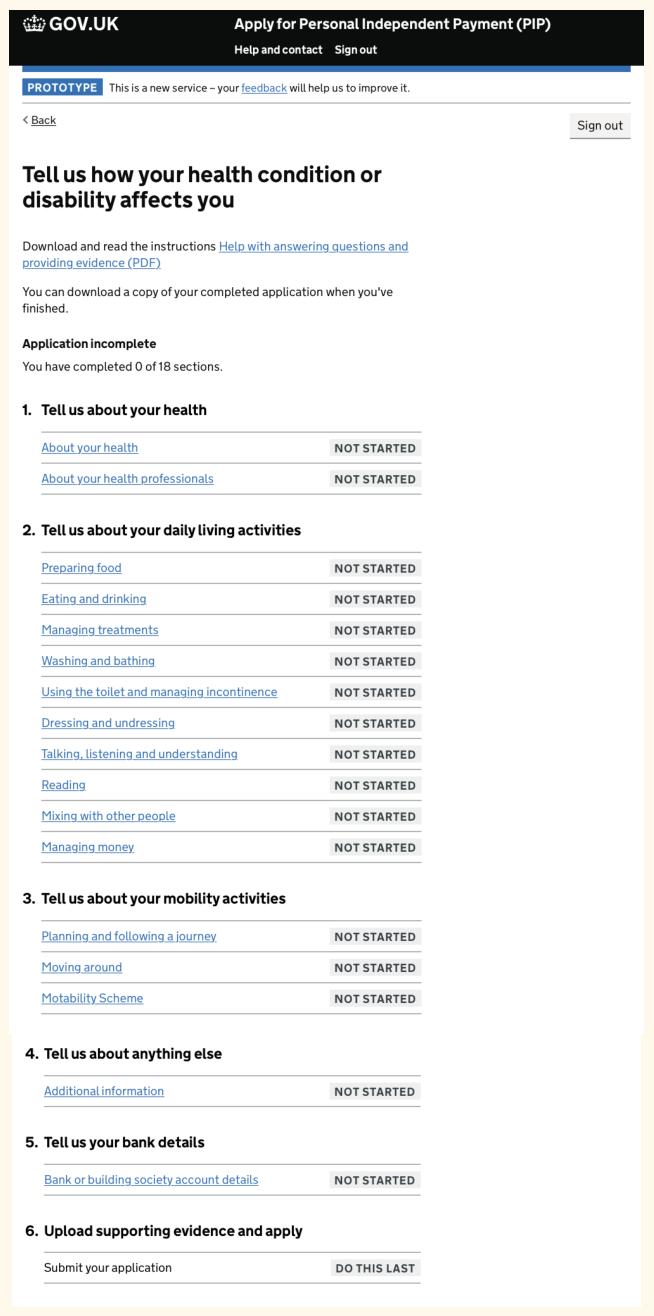 GOV.UK
Apply for Personal Independent Payment (PIP)
Help and contact Sign out
PROTOTYPE This is a new service – your feedback will help us to improve it.
< Back
Sign out
Tell us how your health condition or
disability affects you
Download and read the instructions Help with answering questions and
providing evidence (PDF)
You can download a copy of your completed application when you've
finished.
Application incomplete
You have completed 0 of 18 sections.
1. Tell us about your health
About your health NOT STARTED
About your health professionals NOT STARTED
2. Tell us about your daily living activities
Preparing food NOT STARTED
Eating and drinking NOT STARTED
Managing treatments NOT STARTED
Washing and bathing NOT STARTED
Using the toilet and managing incontinence NOT STARTED
Dressing and undressing NOT STARTED
Talking, listening and understanding NOT STARTED
Reading NOT STARTED
Mixing with other people NOT STARTED
Managing money NOT STARTED
3. Tell us about your mobility activities
Planning and following a journey NOT STARTED
Moving around NOT STARTED
Motability Scheme NOT STARTED
4. Tell us about anything else
Additional information NOT STARTED
5. Tell us your bank details
Bank or building society account details NOT STARTED
6. Upload supporting evidence and apply
Submit your application DO THIS LAST